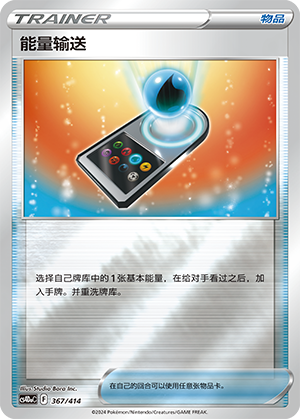 TRAINER
物品
能量输送
选择自己牌库中的1张基本能量，在给对手看过之后，加
入手牌。并重洗牌库。
Illus. Studio Bora Inc.
F 367/414
在自己的回合可以使用任意张物品卡。
©2024 Pokémon/Nintendo/Creatures/GAME FREAK.